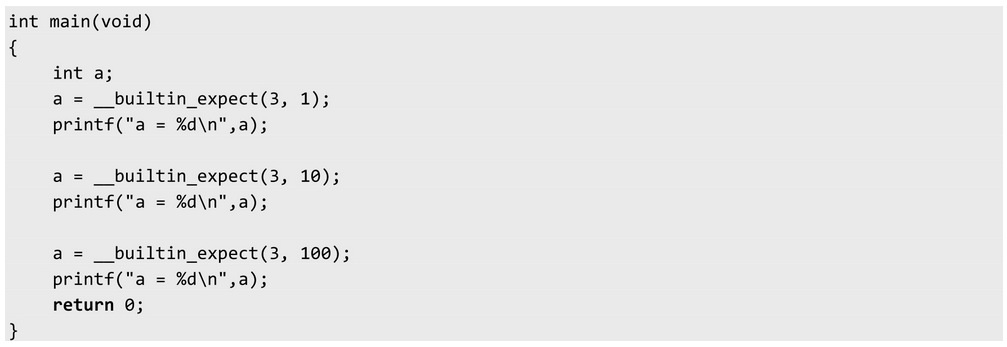 int main(void)
{
    int a;
    a = __builtin_expect(3, 1);
    printf("a = %d\n",a);

    a = __builtin_expect(3, 10);
    printf("a = %d\n",a);

    a = __builtin_expect(3, 100);
    printf("a = %d\n",a);
    return 0;
}